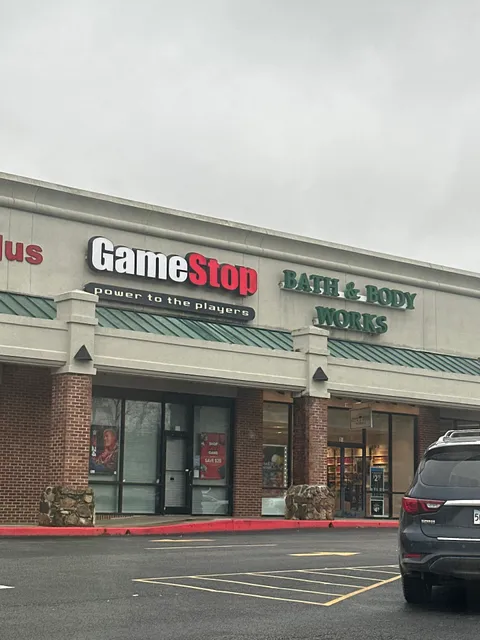 lus
GameStop
power to the players
BATH & BODY
WORKS